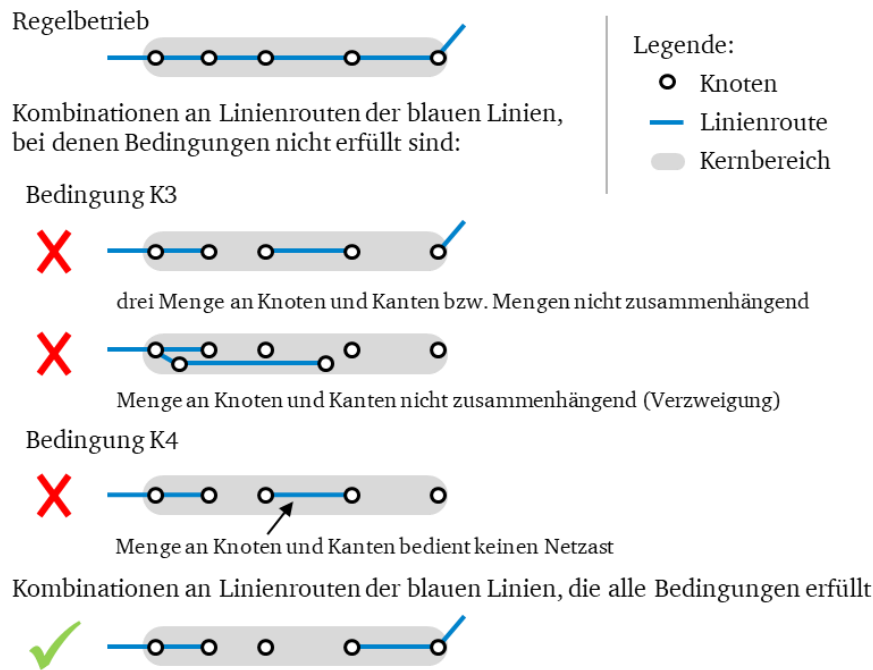 Regelbetrieb
Legende:
Knoten
Linienroute
Kernbereich
Kombinationen an Linienrouten der blauen Linien,
bei denen Bedingungen nicht erfüllt sind:
Bedingung K3
drei Menge an Knoten und Kanten bzw. Mengen nicht zusammenhängend
Menge an Knoten und Kanten nicht zusammenhängend (Verzweigung)
Bedingung K4
Menge an Knoten und Kanten bedient keinen Netzast
Kombinationen an Linienrouten der blauen Linien, die alle Bedingungen erfüllt